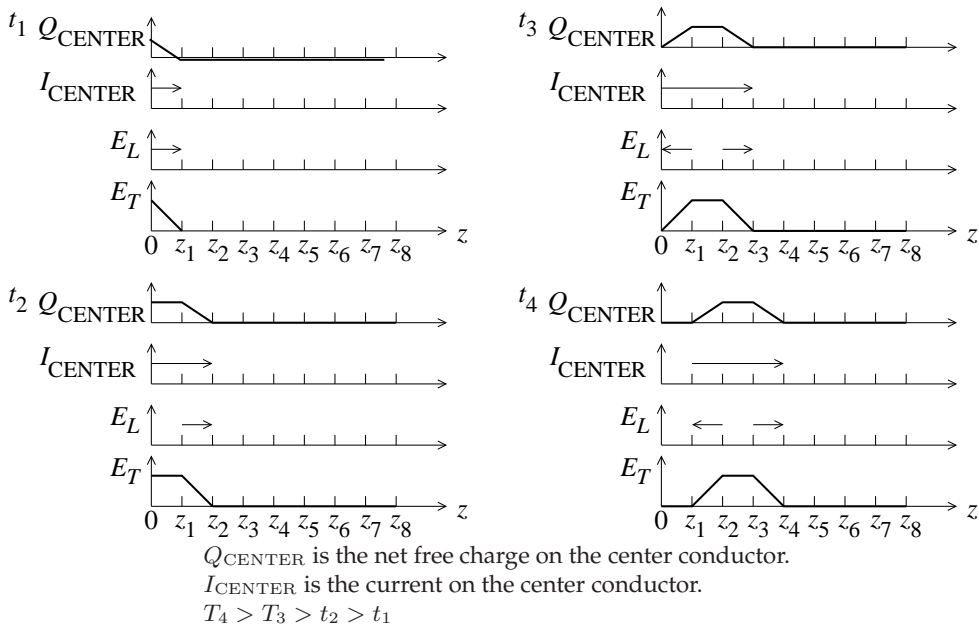 t1 QCENTER
ICENTER
EL
ET
0 z1 z2 z3 z4 z5 z6 z7 z8 z
t3 QCENTER
ICENTER
EL
ET
0 z1 z2 z3 z4 z5 z6 z7 z8 z
t2 QCENTER
ICENTER
EL
ET
0 z1 z2 z3 z4 z5 z6 z7 z8 z
t4 QCENTER
ICENTER
EL
ET
0 z1 z2 z3 z4 z5 z6 z7 z8 z
QCENTER is the net free charge on the center conductor.
ICENTER is the current on the center conductor.
T4 > T3 > t2 > t1